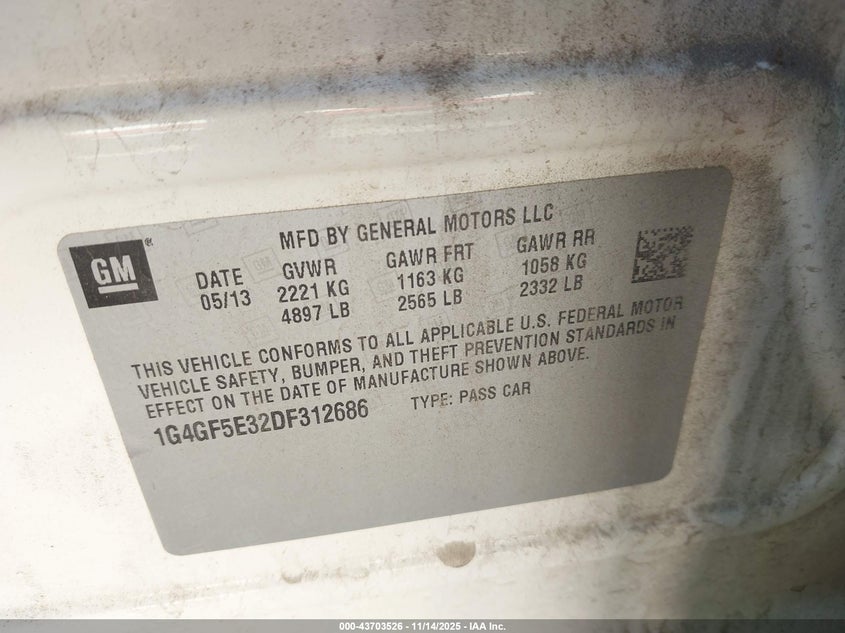 GM
®
MFD BY GENERAL MOTORS LLC
DATE GVWR GAWR FRT GAWR RR
05/13 2221 KG 1163 KG 1058 KG
4897 LB 2565 LB 2332 LB
THIS VEHICLE CONFORMS TO ALL APPLICABLE U.S. FEDERAL MOTOR
VEHICLE SAFETY, BUMPER, AND THEFT PREVENTION STANDARDS IN
EFFECT ON THE DATE OF MANUFACTURE SHOWN ABOVE.
1G4GF5E32DF312686 TYPE: PASS CAR
000-43703526 - 11/14/2025 - IAA Inc.